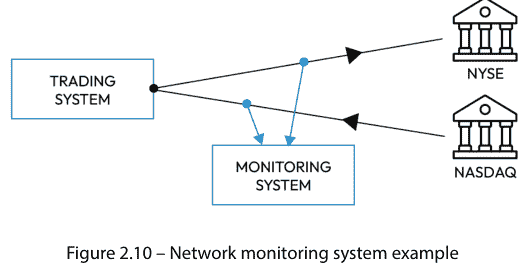 NYSE
TRADING
SYSTEM
NASDAQ
MONITORING
SYSTEM
Figure 2.10 – Network monitoring system example